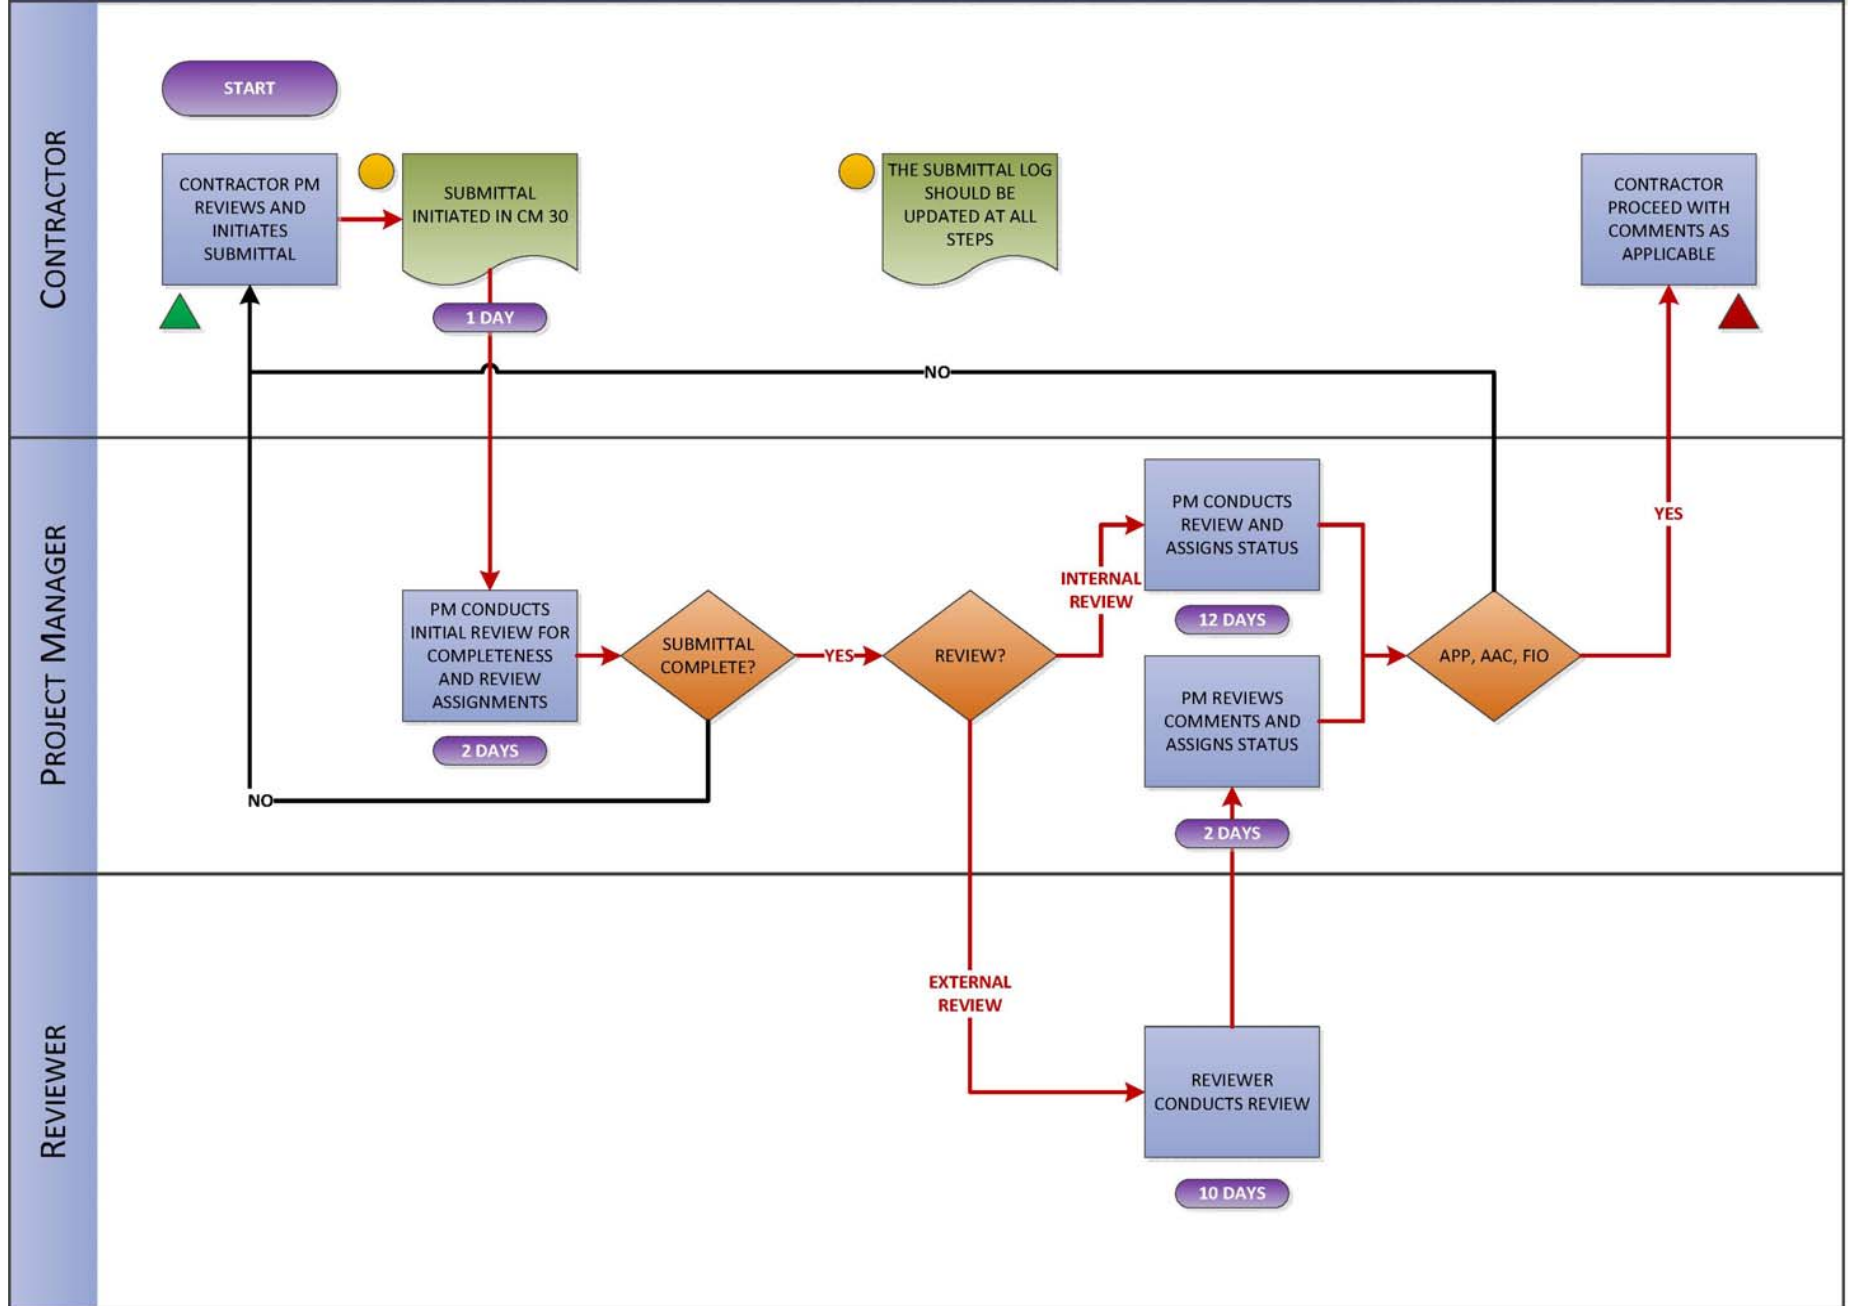 CONTRACTOR
START
CONTRACTOR PM
REVIEWS AND
INITIATES
SUBMITTAL
SUBMITTAL
INITIATED IN CM 30
THE SUBMITTAL LOG
SHOULD BE
UPDATED AT ALL
STEPS
CONTRACTOR
PROCEED WITH
COMMENTS AS
APPLICABLE
1 DAY
NO
PROJECT MANAGER
PM CONDUCTS
INITIAL REVIEW FOR
COMPLETENESS
AND REVIEW
ASSIGNMENTS
2 DAYS
SUBMITTAL
COMPLETE?
NO
YES
REVIEW?
INTERNAL
REVIEW
PM CONDUCTS
REVIEW AND
ASSIGNS STATUS
12 DAYS
PM REVIEWS
COMMENTS AND
ASSIGNS STATUS
2 DAYS
APP, AAC, FIO
YES
REVIEWER
EXTERNAL
REVIEW
REVIEWER
CONDUCTS REVIEW
10 DAYS